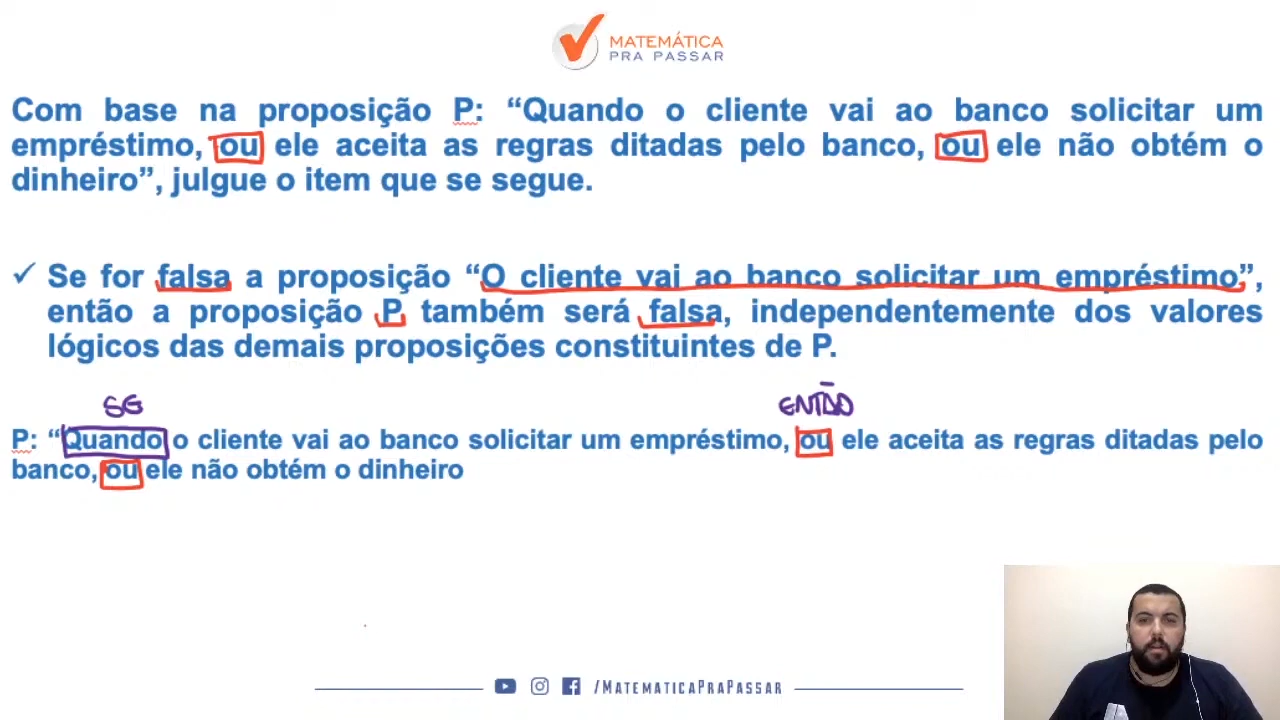 MATEMÁTICA
PRA PASSAR
Com base na proposição P: “Quando o cliente vai ao banco solicitar um
empréstimo, ou ele aceita as regras ditadas pelo banco, ou ele não obtém o
dinheiro”, julgue o item que se segue.
✓ Se for falsa a proposição “O cliente vai ao banco solicitar um empréstimo”,
então a proposição P também será falsa, independentemente dos valores
lógicos das demais proposições constituintes de P.
SE ENTÃO
P: “Quando o cliente vai ao banco solicitar um empréstimo, ou ele aceita as regras ditadas pelo
banco, ou ele não obtém o dinheiro
/MATEMATICAPRAPASSAR